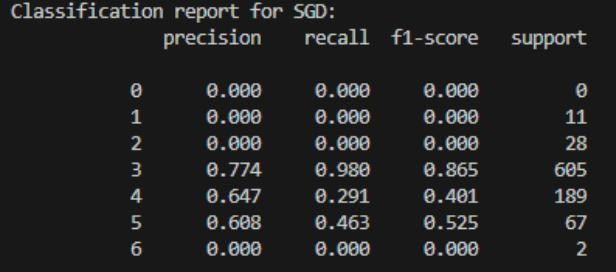 Classification report for SGD:
precision recall f1-score support
0 0.000 0.000 0.000 0
1 0.000 0.000 0.000 11
2 0.000 0.000 0.000 28
3 0.774 0.980 0.865 605
4 0.647 0.291 0.401 189
5 0.608 0.463 0.525 67
6 0.000 0.000 0.000 2